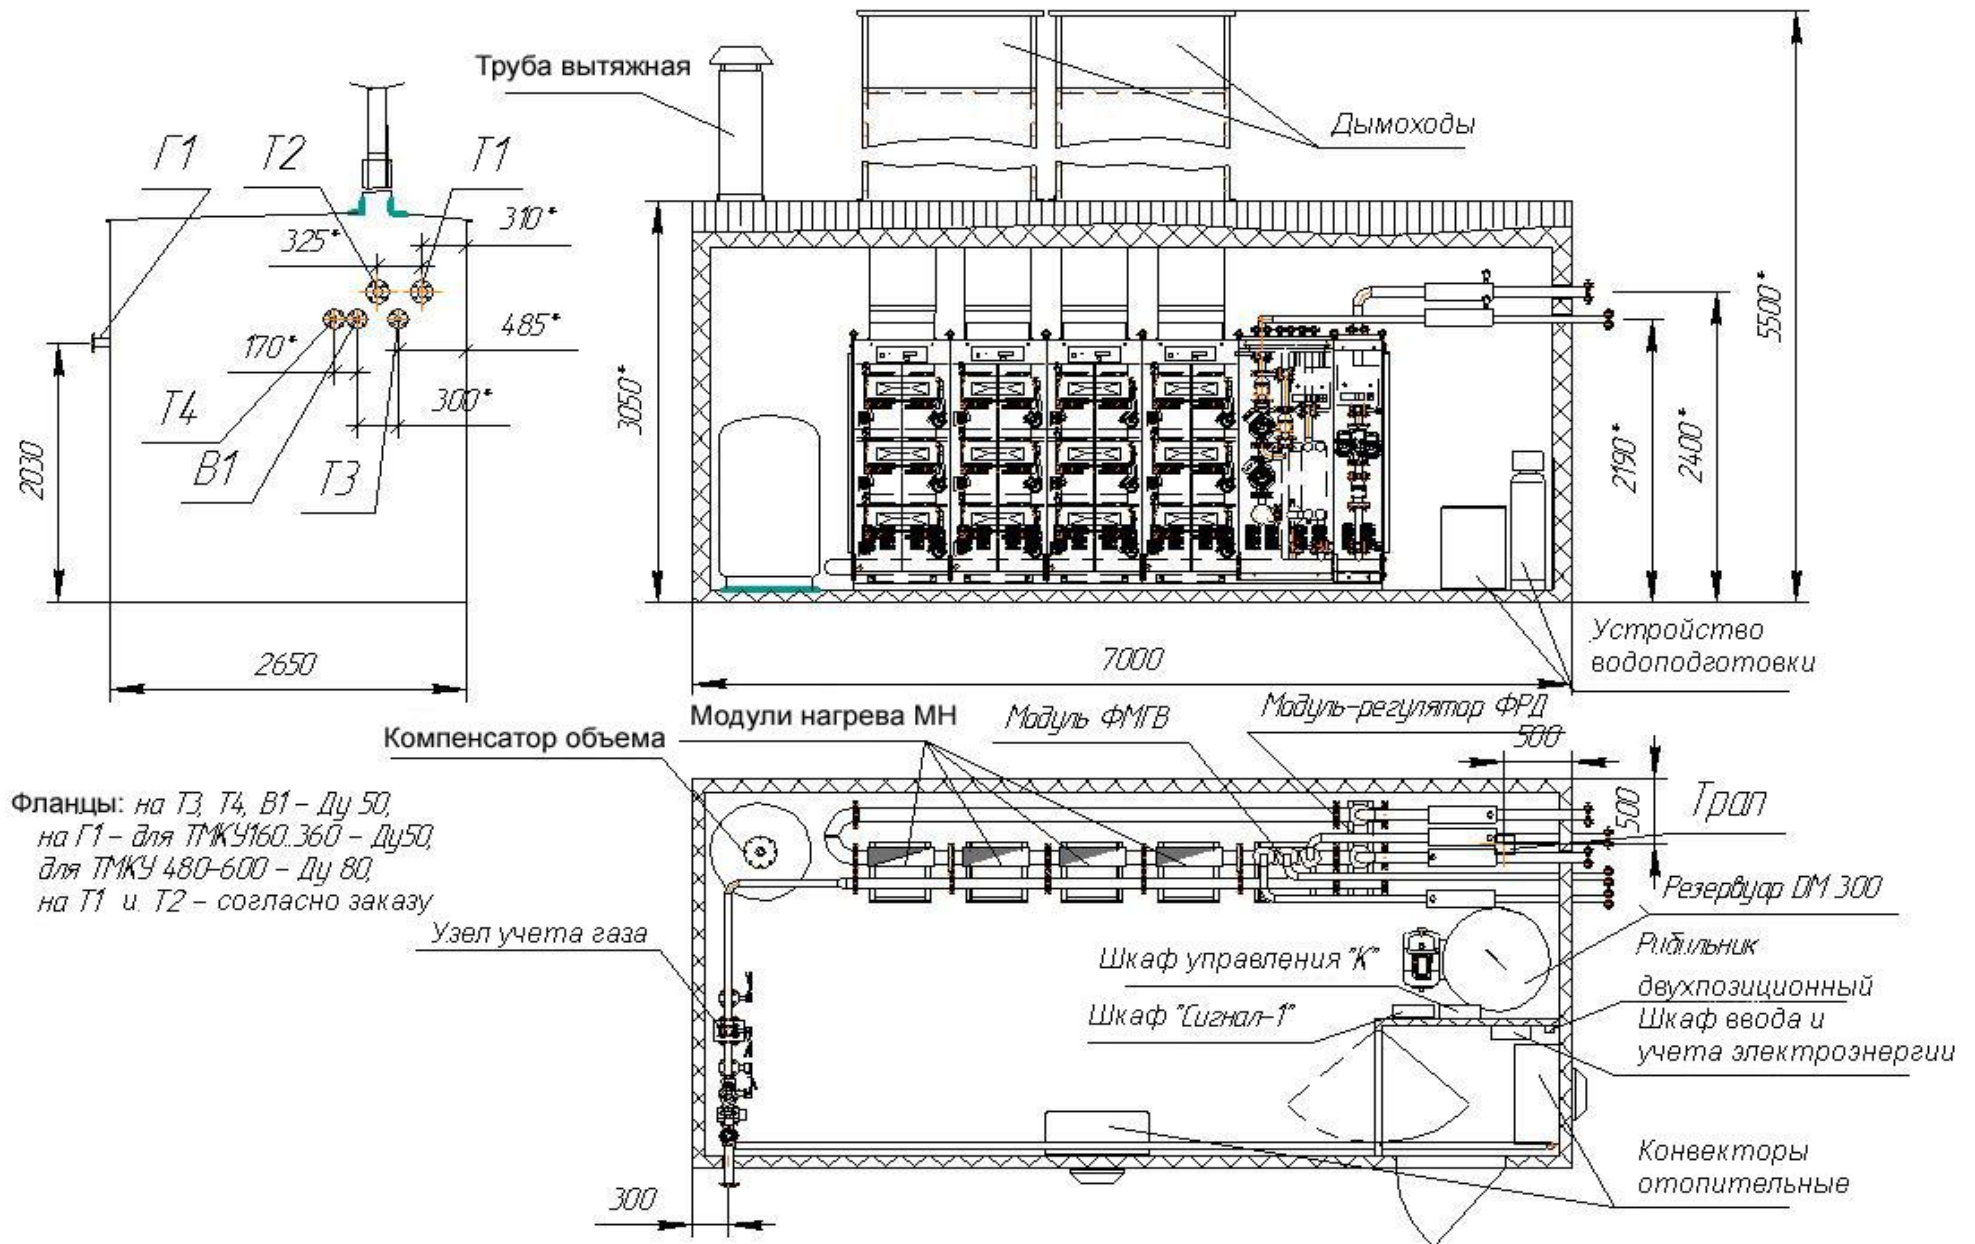 Труба вытяжная
Дымоходы
Г1
Т2
Т1
310*
325*
485*
170*
300*
Т4
В1
Т3
2030
2650
3050*
5500*
2190*
2400*
7000
Устройство
водоподготовки
Компенсатор объема
Модули нагрева МН
Модуль ФМГВ
Модуль-регулятор ФРД
500
500
Трап
Фланцы: на Т3, Т4, В1 - Ду 50,
на Г1 - для ТМКУ160..360 - Ду50,
для ТМКУ 480-600 - Ду 80,
на Т1 и Т2 - согласно заказу
Узел учета газа
Резервуар DM 300
Шкаф управления "К"
Шкаф "Сигнал-1"
двухпозиционный
Шкаф ввода и
учета электроэнергии
Конвекторы
отопительные
300